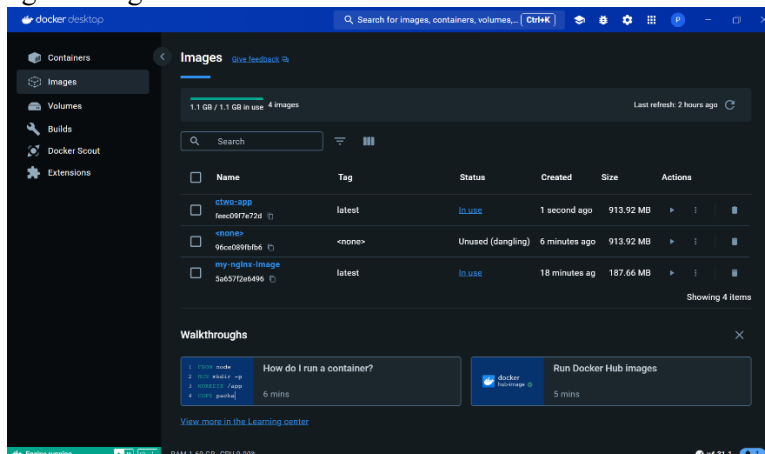 docker desktop
Search for images, containers, volumes,... Ctrl+K
P
Containers
Images
Volumes
Builds
Docker Scout
Extensions
Images Give feedback
1.1 GB / 1.1 GB in use 4 images
Last refresh: 2 hours ago
Search
Name Tag Status Created Size Actions
ctwo-app
feec09f7e72d
latest In use 1 second ago 913.92 MB
<none>
96ce089fbfb6
<none> Unused (dangling) 6 minutes ago 913.92 MB
my-nginx-image
5a657f2e6496
latest In use 18 minutes ag 187.66 MB
Showing 4 items
Walkthroughs
1 FROM node
2 RUN mkdir -p
3 WORKDIR /app
4 COPY packa
How do I run a container?
6 mins
docker
hub-image
Run Docker Hub images
5 mins
View more in the Learning center